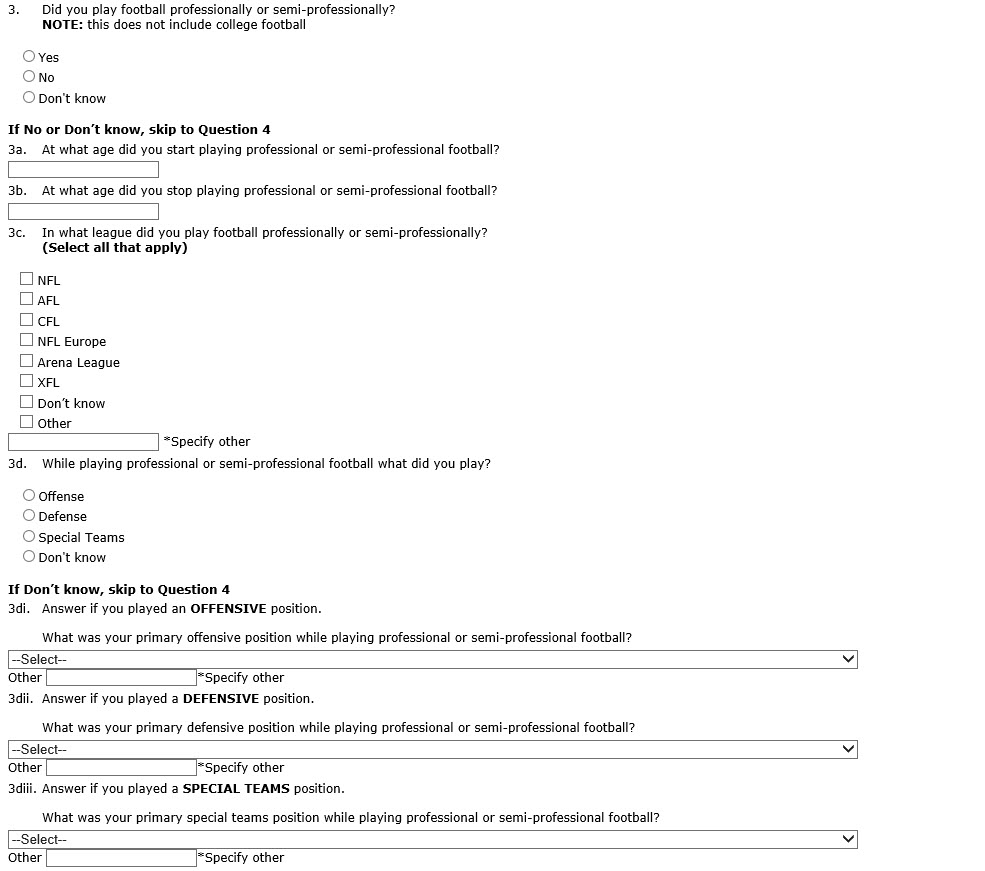 3. Did you play football professionally or semi-professionally?
NOTE: this does not include college football
Yes
No
Don't know
If No or Don’t know, skip to Question 4
3a. At what age did you start playing professional or semi-professional football?
3b. At what age did you stop playing professional or semi-professional football?
3c. In what league did you play football professionally or semi-professionally?
(Select all that apply)
NFL
AFL
CFL
NFL Europe
Arena League
XFL
Don’t know
Other
*Specify other
3d. While playing professional or semi-professional football what did you play?
Offense
Defense
Special Teams
Don't know
If Don’t know, skip to Question 4
3di. Answer if you played an OFFENSIVE position.
What was your primary offensive position while playing professional or semi-professional football?
--Select--
Other *Specify other
3dii. Answer if you played a DEFENSIVE position.
What was your primary defensive position while playing professional or semi-professional football?
--Select--
Other *Specify other
3diii. Answer if you played a SPECIAL TEAMS position.
What was your primary special teams position while playing professional or semi-professional football?
--Select--
Other *Specify other